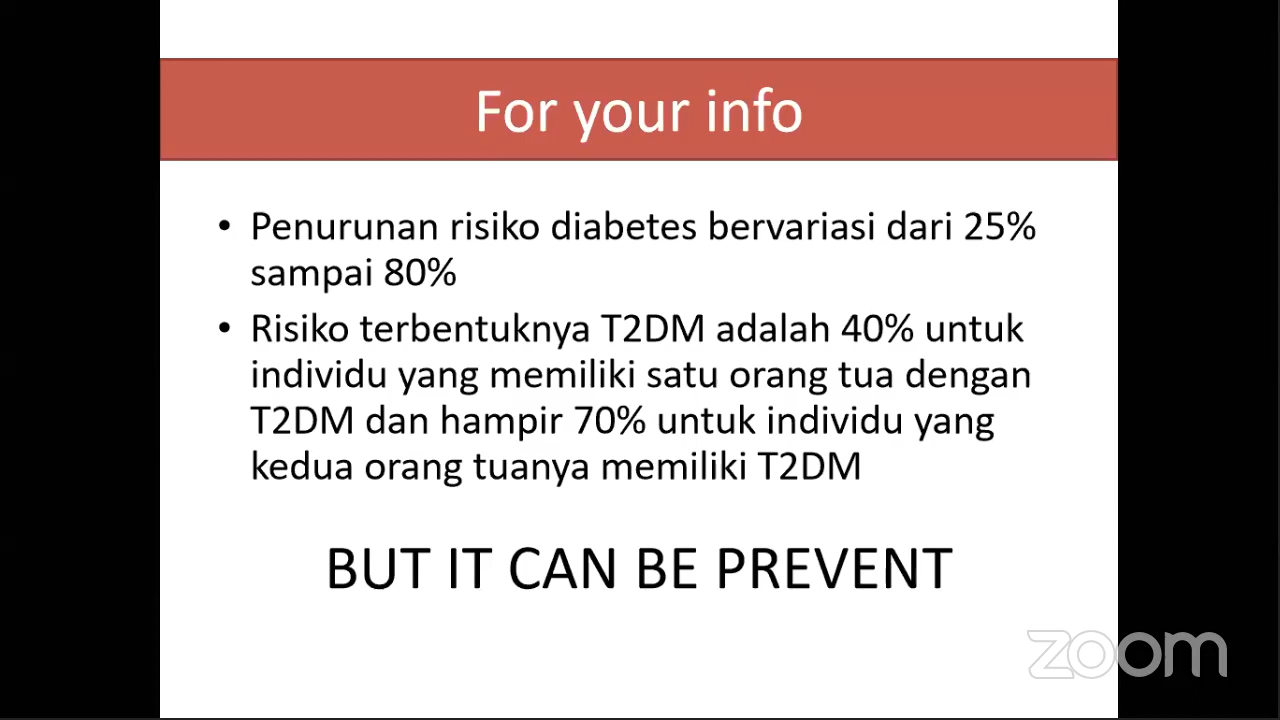 For your info
• Penurunan risiko diabetes bervariasi dari 25%
sampai 80%
• Risiko terbentuknya T2DM adalah 40% untuk
individu yang memiliki satu orang tua dengan
T2DM dan hampir 70% untuk individu yang
kedua orang tuanya memiliki T2DM
BUT IT CAN BE PREVENT
zoom